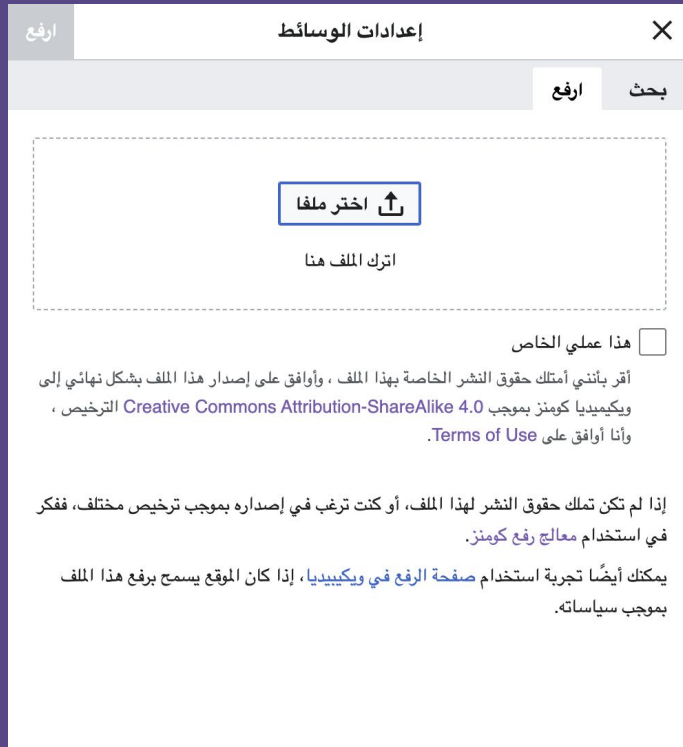 إعدادات الوسائط
ارفع
بحث
ارفع
اختر ملفا
اترك الملف هنا
هذا عملي الخاص
أقر بأنني أمتلك حقوق النشر الخاصة بهذا الملف ، وأوافق على إصدار هذا الملف بشكل نهائي إلى
ويكيميديا كومنز بموجب Creative Commons Attribution-ShareAlike 4.0 الترخيص ،
وأنا أوافق على Terms of Use.
إذا لم تكن تملك حقوق النشر لهذا الملف، أو كنت ترغب في إصداره بموجب ترخيص مختلف، ففكر
في استخدام معالج رفع كومنز.
يمكنك أيضًا تجربة استخدام صفحة الرفع في ويكيبيديا، إذا كان الموقع يسمح برفع هذا الملف
بموجب سياساته.